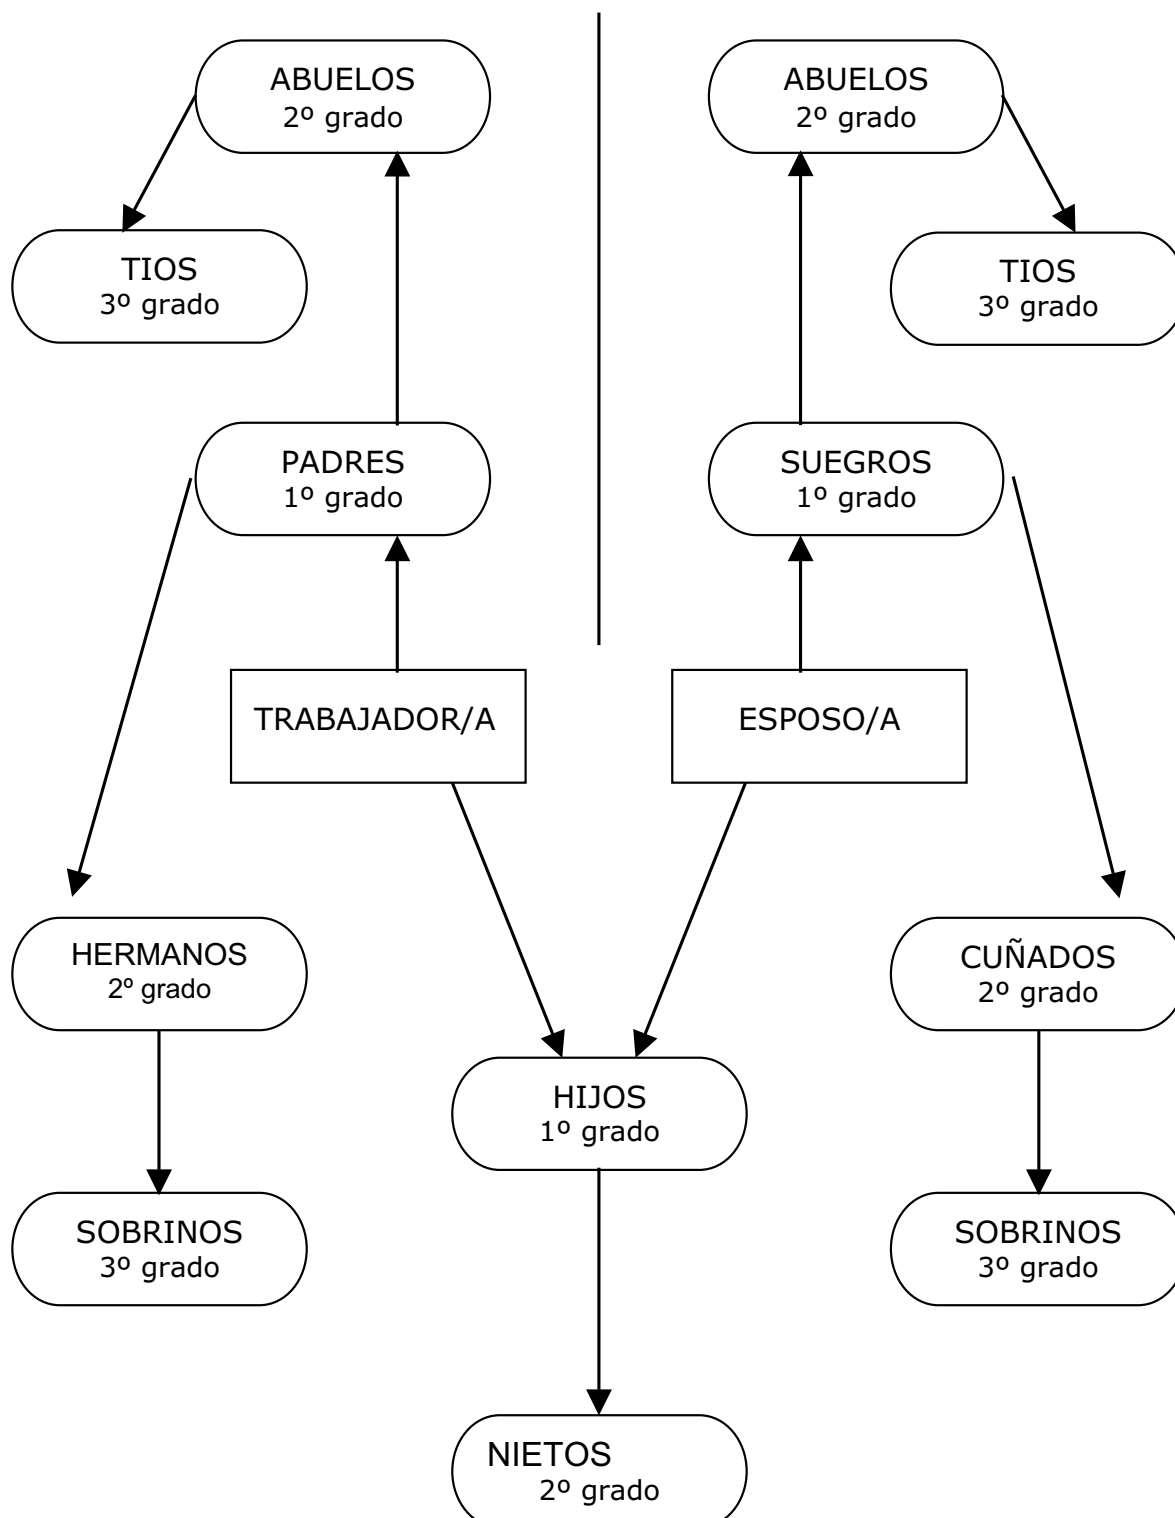 ABUELOS
2º grado
ABUELOS
2º grado
TIOS
3º grado
TIOS
3º grado
PADRES
1º grado
SUEGROS
1º grado
TRABAJADOR/A
ESPOSO/A
HERMANOS
2º grado
CUÑADOS
2º grado
HIJOS
1º grado
SOBRINOS
3º grado
SOBRINOS
3º grado
NIETOS
2º grado